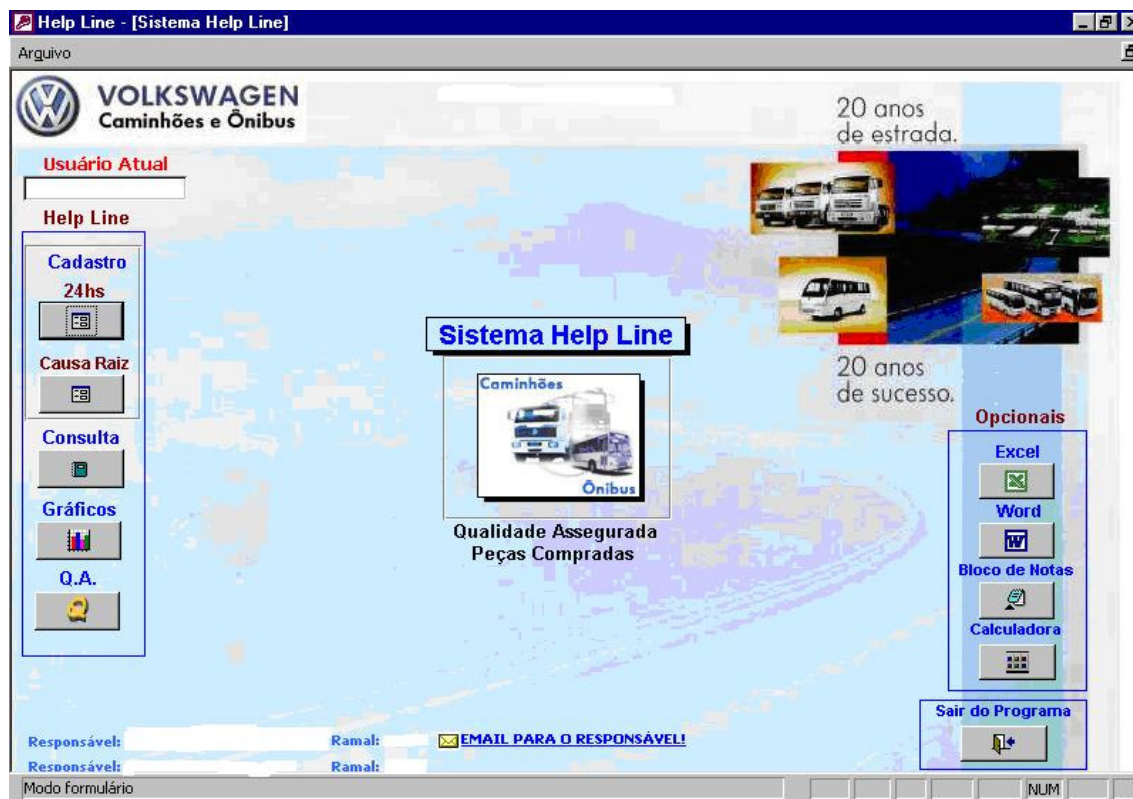 Help Line - [Sistema Help Line]
Arquivo
VOLKSWAGEN
Caminhões e Ônibus
20 anos
de estrada.
Usuário Atual
Help Line
Cadastro
24hs
Causa Raiz
Consulta
Gráficos
Q.A.
Sistema Help Line
Caminhões
Ônibus
Qualidade Assegurada
Peças Compradas
20 anos
de sucesso.
Opcionais
Excel
Word
Bloco de Notas
Calculadora
Sair do Programa
Responsável:
Ramal:
EMAIL PARA O RESPONSÁVEL!
Responsável:
Ramal:
Modo formulário
NUM